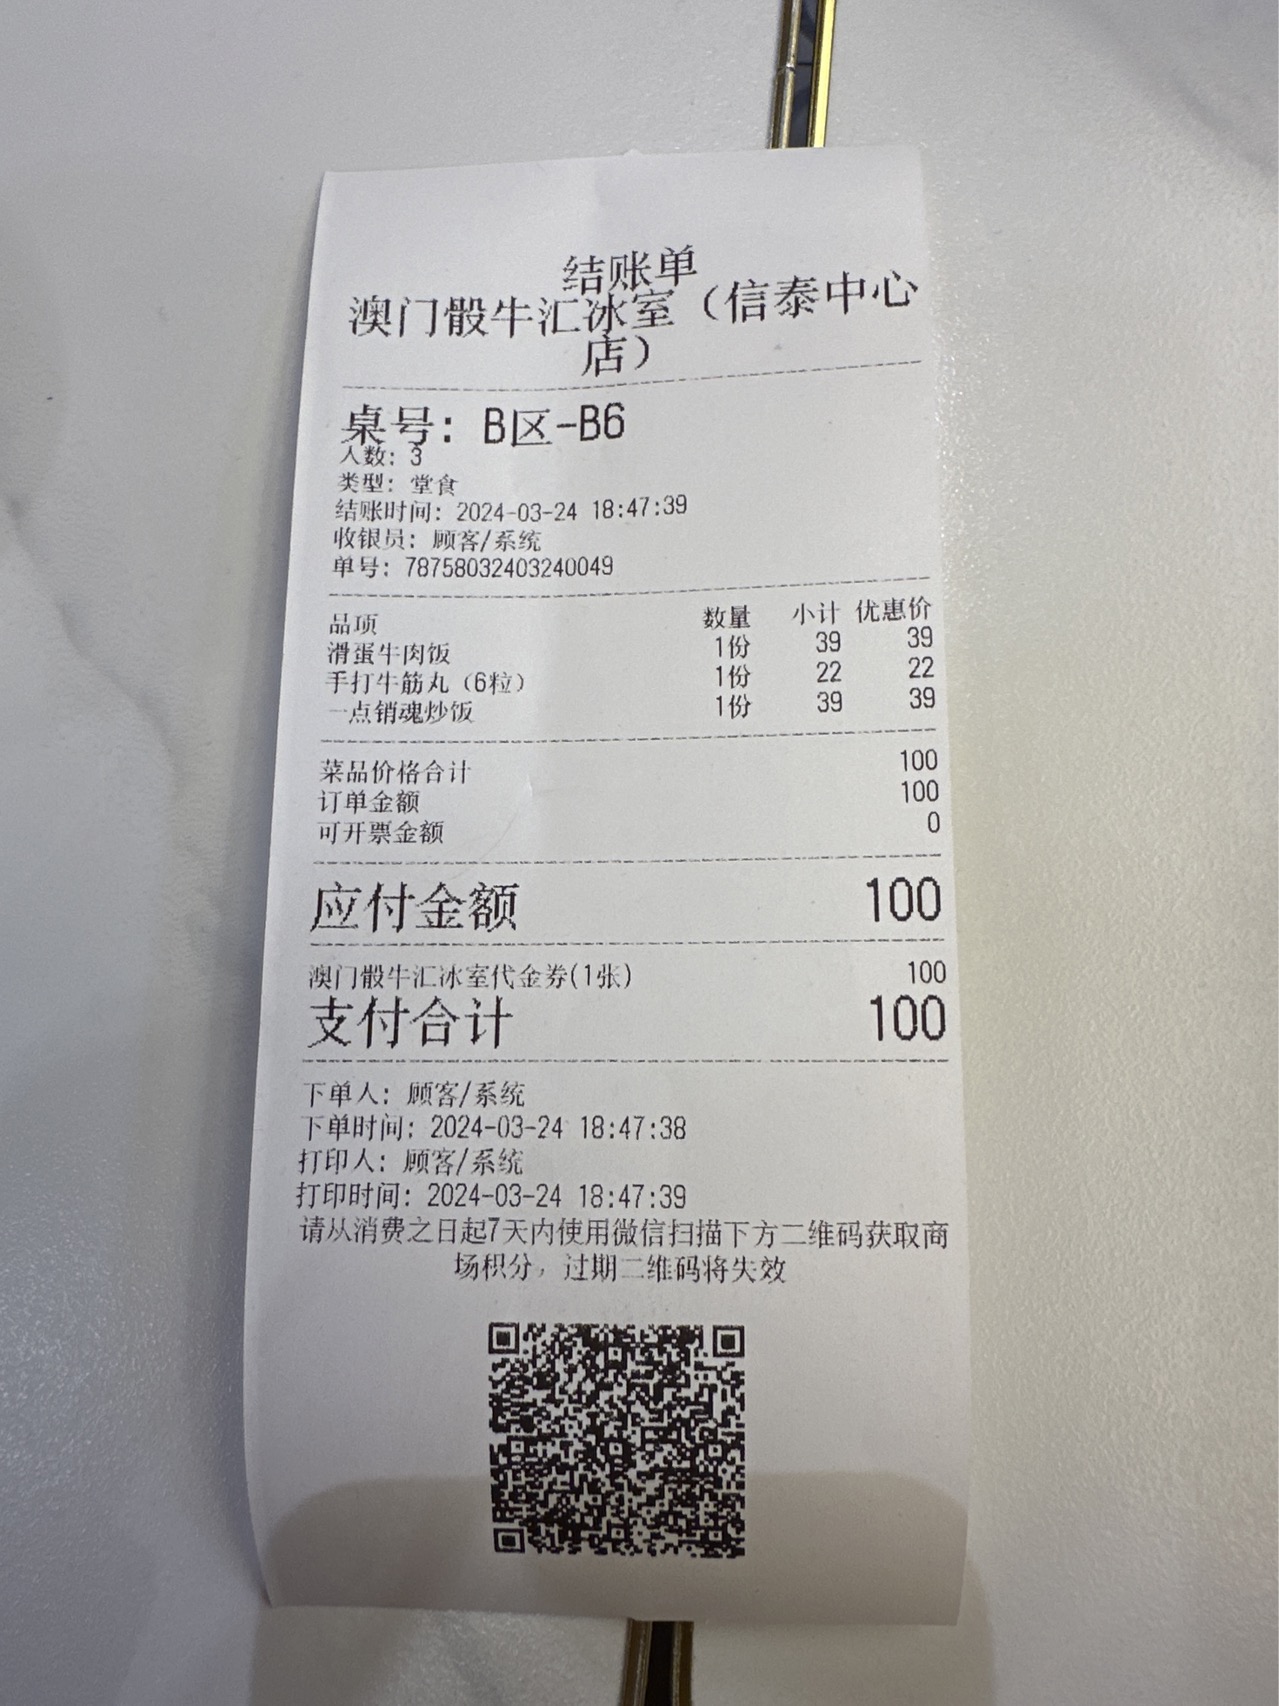 结账单
澳门骰牛汇冰室（信泰中心
店）
桌号: B区-B6
人数: 3
类型: 堂食
结账时间: 2024-03-24 18:47:39
收银员: 顾客/系统
单号: 78758032403240049
品项 数量 小计 优惠价
滑蛋牛肉饭 1份 39 39
手打牛筋丸（6粒） 1份 22 22
一点销魂炒饭 1份 39 39
菜品价格合计 100
订单金额 100
可开票金额 0
应付金额 100
澳门骰牛汇冰室代金券(1张) 100
支付合计 100
下单人: 顾客/系统
下单时间: 2024-03-24 18:47:38
打印人: 顾客/系统
打印时间: 2024-03-24 18:47:39
请从消费之日起7天内使用微信扫描下方二维码获取商
场积分，过期二维码将失效